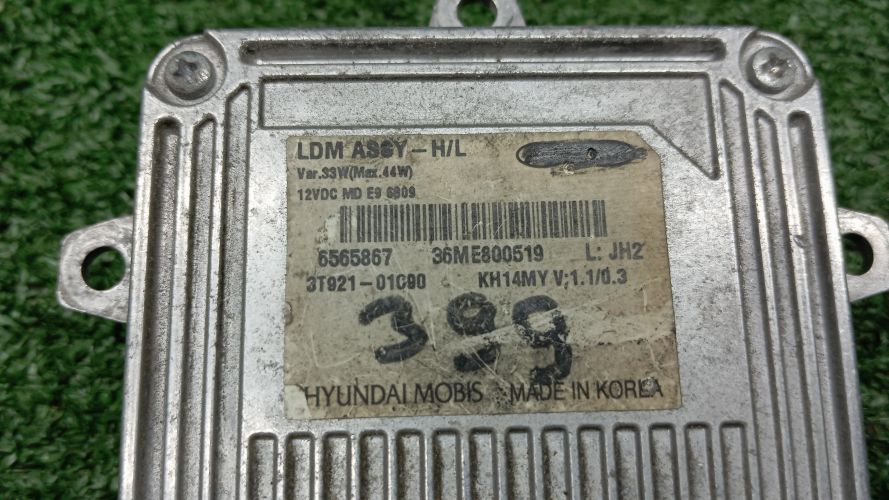 LDM ASSY-H/L
Var.33W(Max.44W)
12VDC MD E9 6809
6565867 36ME800519 L: JH2
3T921-01C90 KH14MY V;1.1/0.3
399
HYUNDAI MOBIS MADE IN KOREA